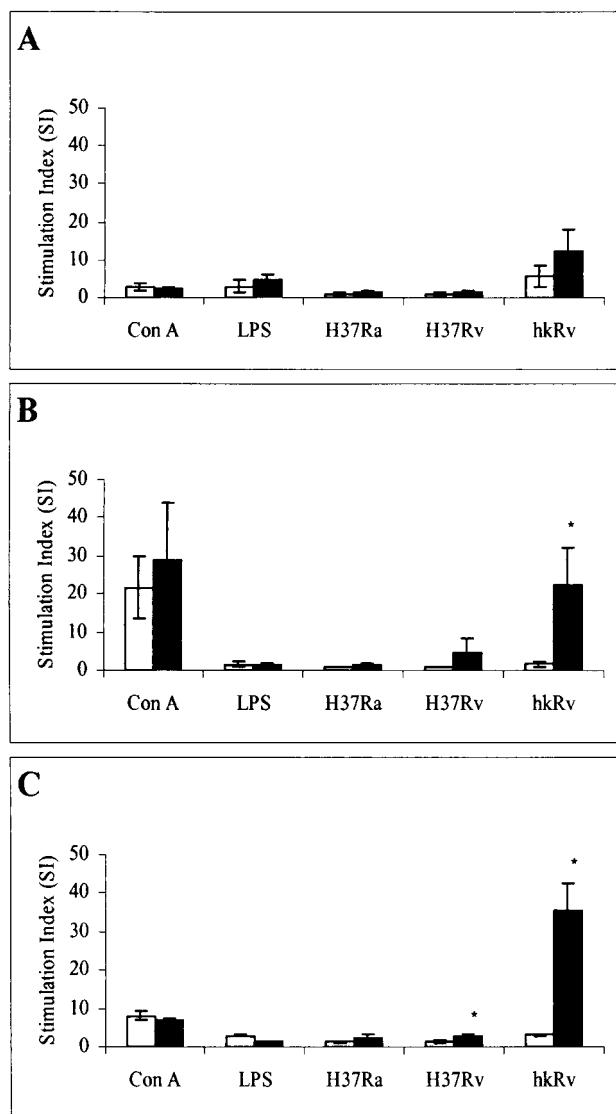 A
Stimulation Index (SI)
50
40
30
20
10
0
Con A LPS H37Ra H37Rv hkRv
B
Stimulation Index (SI)
50
40
30
20
10
0
*
Con A LPS H37Ra H37Rv hkRv
C
Stimulation Index (SI)
50
40
30
20
10
0
*
*
Con A LPS H37Ra H37Rv hkRv